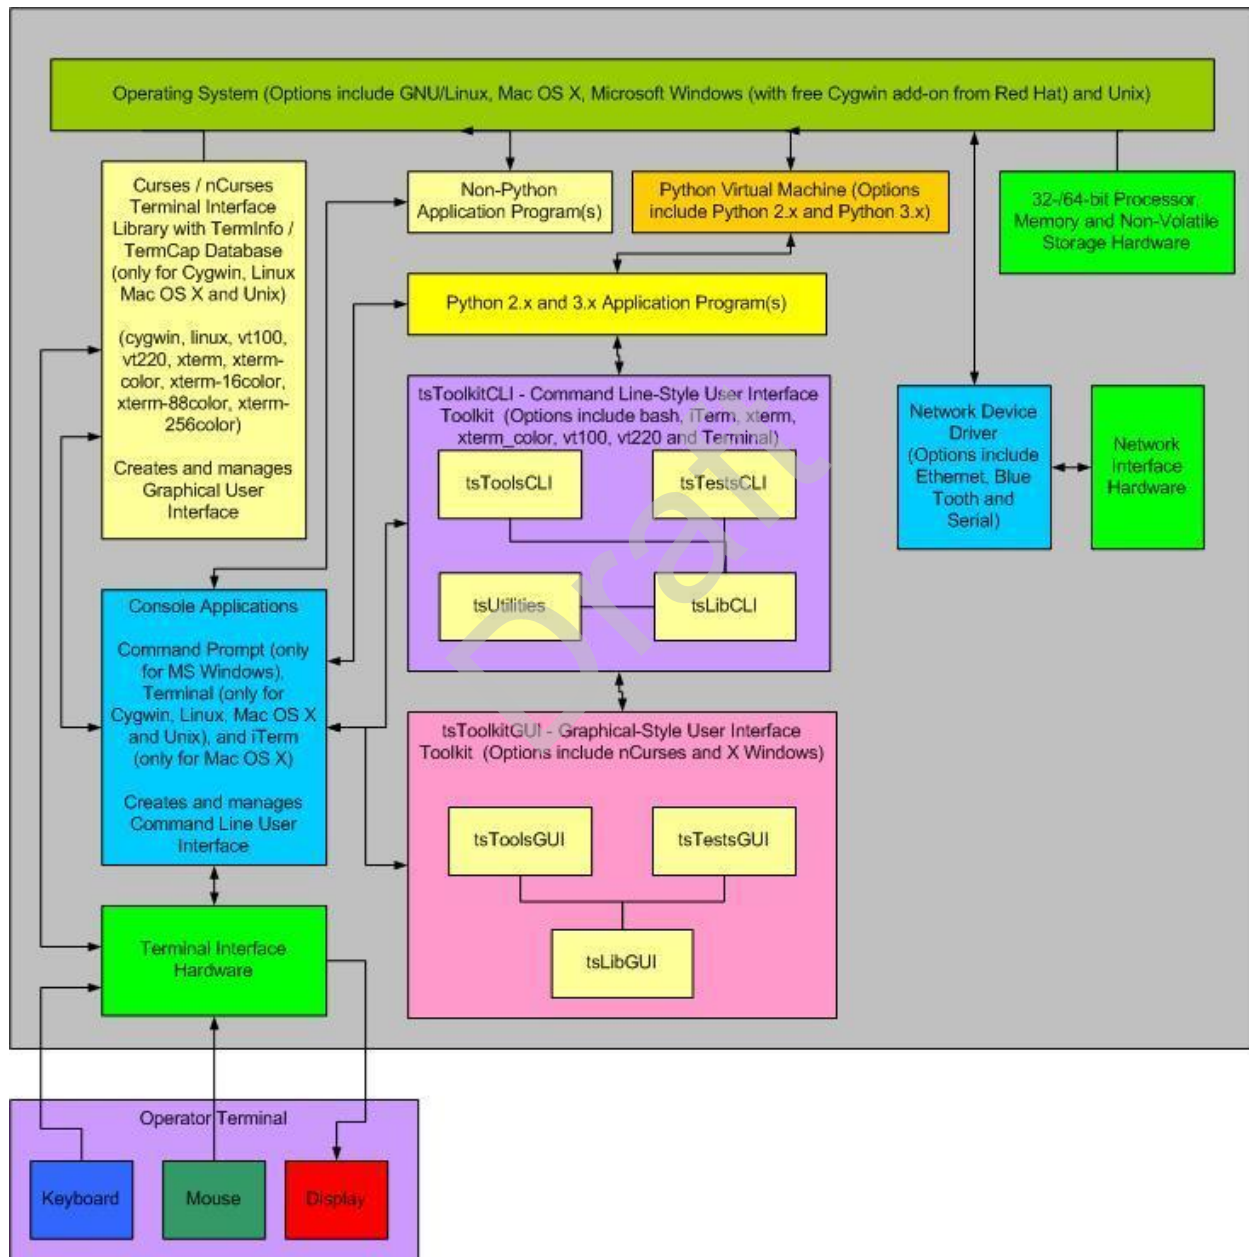 Operating System (Options include GNU/Linux, Mac OS X, Microsoft Windows (with free Cygwin add-on from Red Hat) and Unix)
Curses / nCurses
Terminal Interface
Library with TermInfo /
TermCap Database
(only for Cygwin, Linux
Mac OS X and Unix)
(cygwin, linux, vt100,
vt220, xterm, xterm-
color, xterm-16color,
xterm-88color, xterm-
256color)
Creates and manages
Graphical User
Interface
Non-Python
Application Program(s)
Python Virtual Machine (Options
include Python 2.x and Python 3.x)
32-/64-bit Processor,
Memory and Non-Volatile
Storage Hardware
Python 2.x and 3.x Application Program(s)
tsToolkitCLI - Command Line-Style User Interface
Toolkit (Options include bash, iTerm, xterm,
xterm_color, vt100, vt220 and Terminal)
tsToolsCLI
tsTestsCLI
tsUtilities
tsLibCLI
Network Device
Driver
(Options include
Ethernet, Blue
Tooth and
Serial)
Network
Interface
Hardware
Console Applications
Command Prompt (only
for MS Windows),
Terminal (only for
Cygwin, Linux, Mac OS X
and Unix), and iTerm
(only for Mac OS X)
Creates and manages
Command Line User
Interface
tsToolkitGUI - Graphical-Style User Interface
Toolkit (Options include nCurses and X Windows)
tsToolsGUI
tsTestsGUI
tsLibGUI
Terminal Interface
Hardware
Operator Terminal
Keyboard
Mouse
Display
Draft